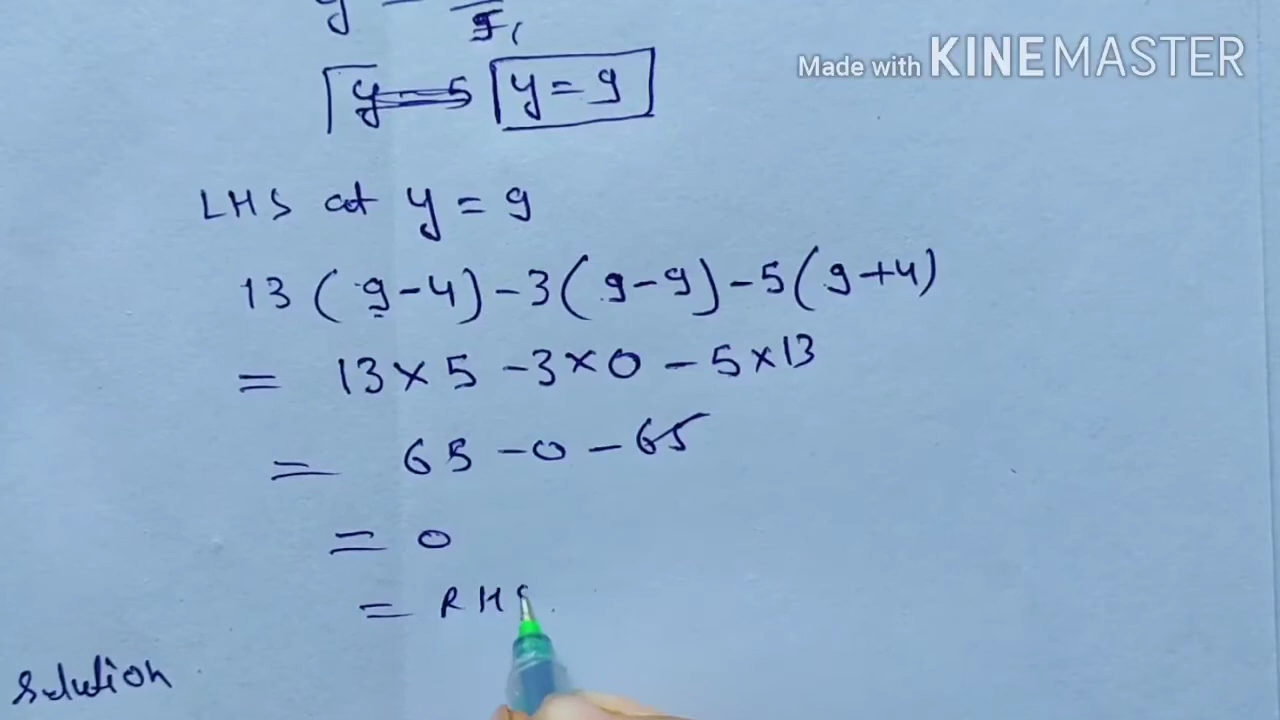 Made with KINEMASTER
y = 9
LHS at y = 9
13 ( 9 - 4 ) - 3 ( 9 - 9 ) - 5 ( 9 + 4 )
= 13 × 5 - 3 × 0 - 5 × 13
= 65 - 0 - 65
= 0
= RHS
Solution